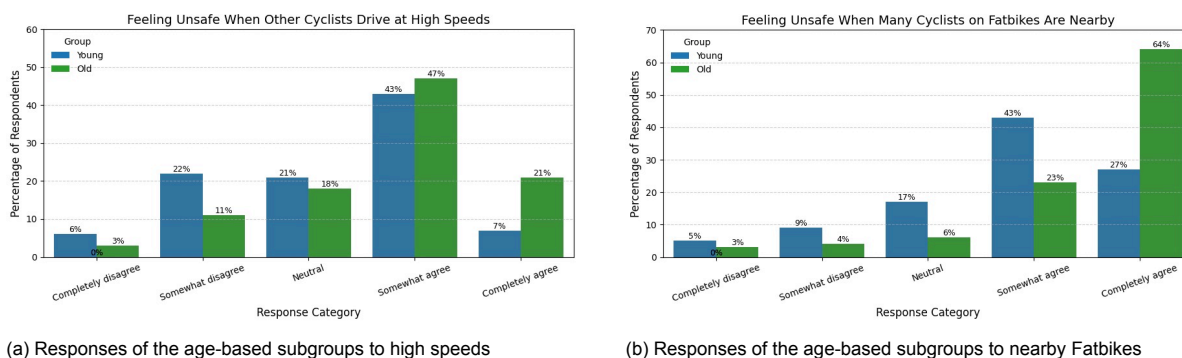 Feeling Unsafe When Other Cyclists Drive at High Speeds
Percentage of Respondents
60
50
40
30
20
10
0
Group
Young
Old
6%
3%
0%
22%
11%
21%
18%
43%
47%
7%
21%
Completely disagree
Somewhat disagree
Neutral
Somewhat agree
Completely agree
Response Category
(a) Responses of the age-based subgroups to high speeds
Feeling Unsafe When Many Cyclists on Fatbikes Are Nearby
Percentage of Respondents
70
60
50
40
30
20
10
0
Group
Young
Old
5%
3%
0%
9%
4%
17%
6%
43%
23%
27%
64%
Completely disagree
Somewhat disagree
Neutral
Somewhat agree
Completely agree
Response Category
(b) Responses of the age-based subgroups to nearby Fatbikes